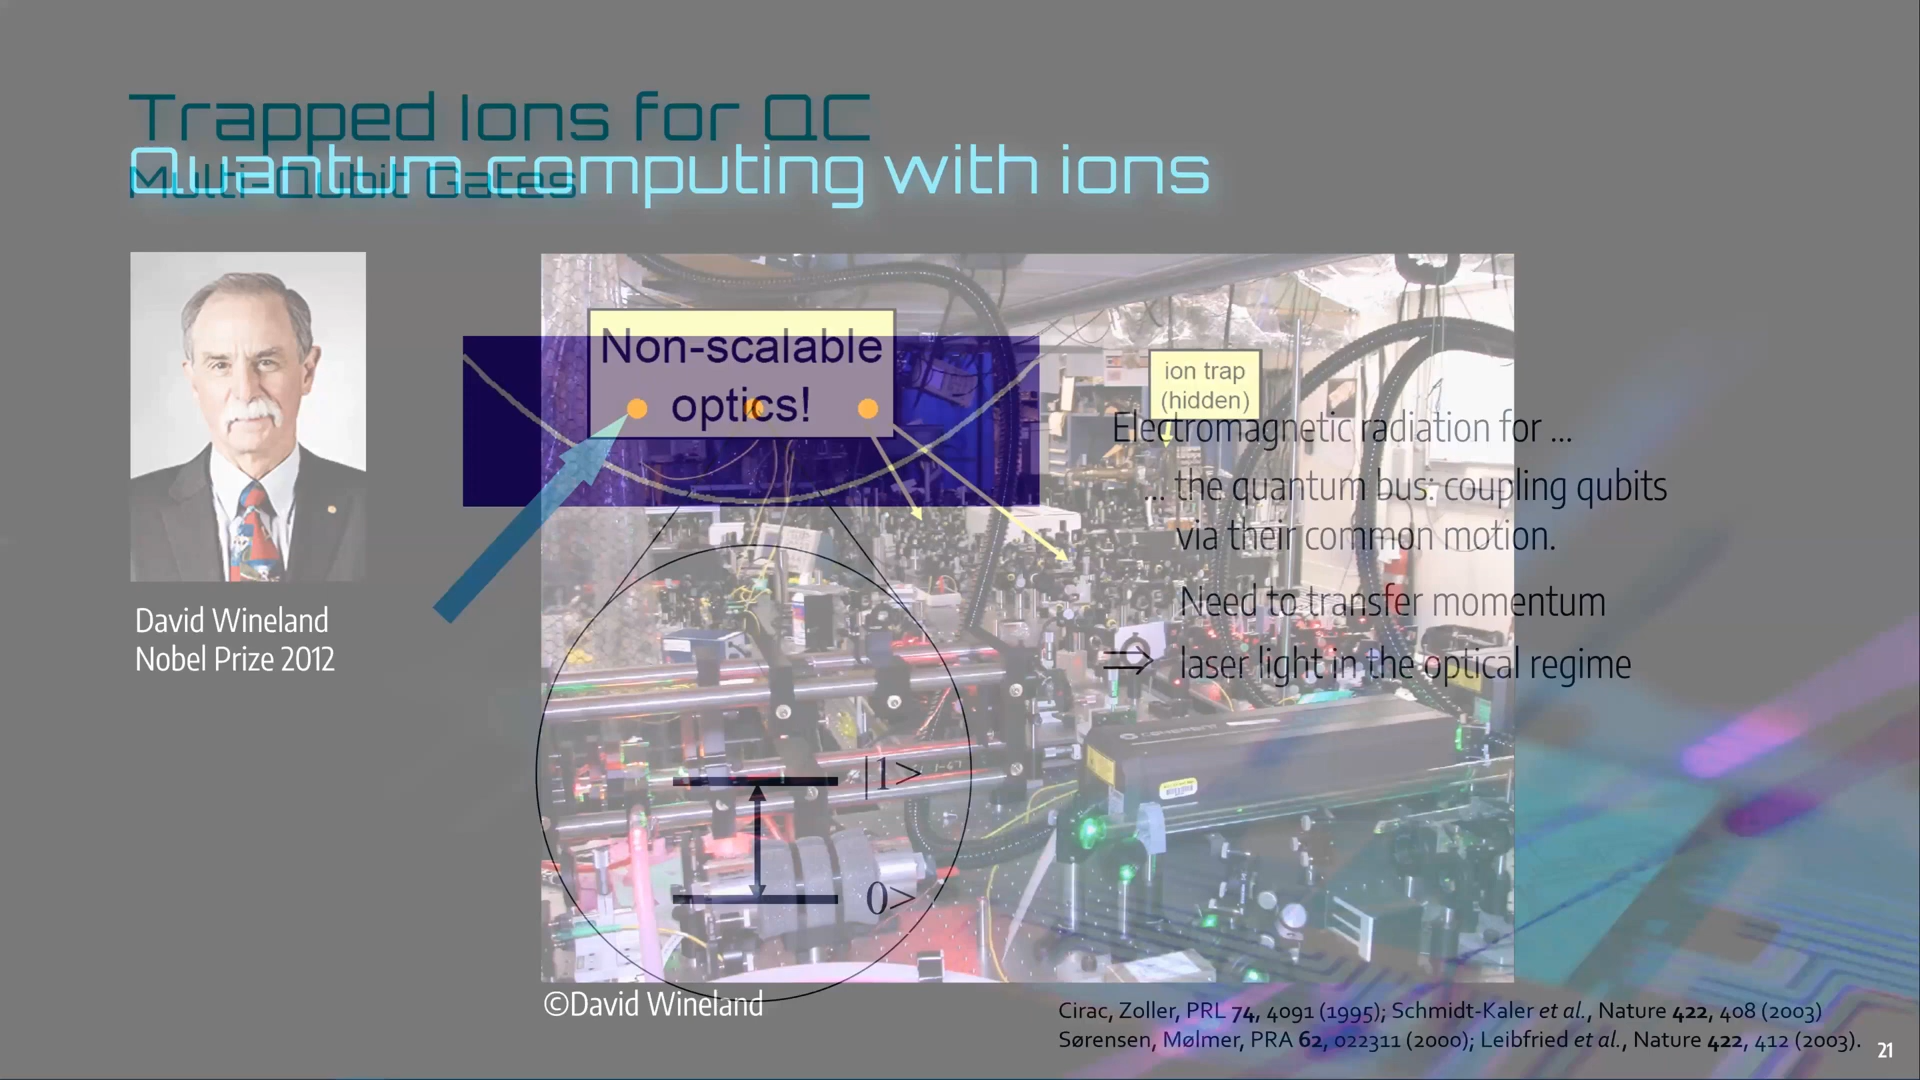 Trapped Ions for QC
Quantum computing with ions
Multi-Qubit Gates
Non-scalable
optics!
ion trap
(hidden)
Electromagnetic radiation for ...
... the quantum bus: coupling qubits
via their common motion.
Need to transfer momentum
⇒ laser light in the optical regime
David Wineland
Nobel Prize 2012
|1>
0>
©David Wineland
Cirac, Zoller, PRL 74, 4091 (1995); Schmidt-Kaler et al., Nature 422, 408 (2003)
Sørensen, Mølmer, PRA 62, 022311 (2000); Leibfried et al., Nature 422, 412 (2003).
21